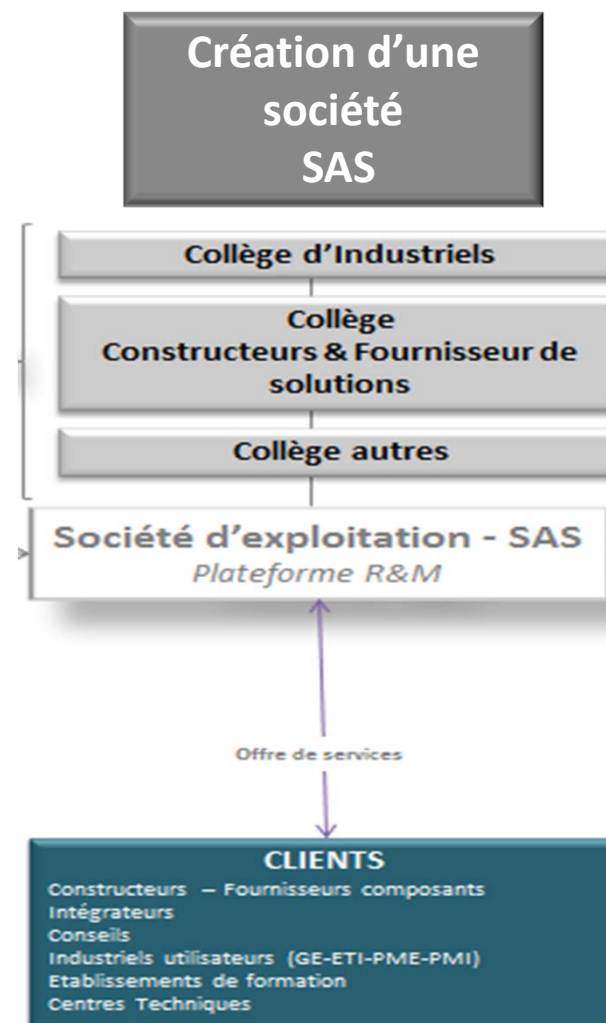 Création d’une
société
SAS
Collège d’Industriels
Collège
Constructeurs & Fournisseur de
solutions
Collège autres
Société d’exploitation - SAS
Plateforme R&M
Offre de services
CLIENTS
Constructeurs – Fournisseurs composants
Intégrateurs
Conseils
Industriels utilisateurs (GE-ETI-PME-PMI)
Etablissements de formation
Centres Techniques